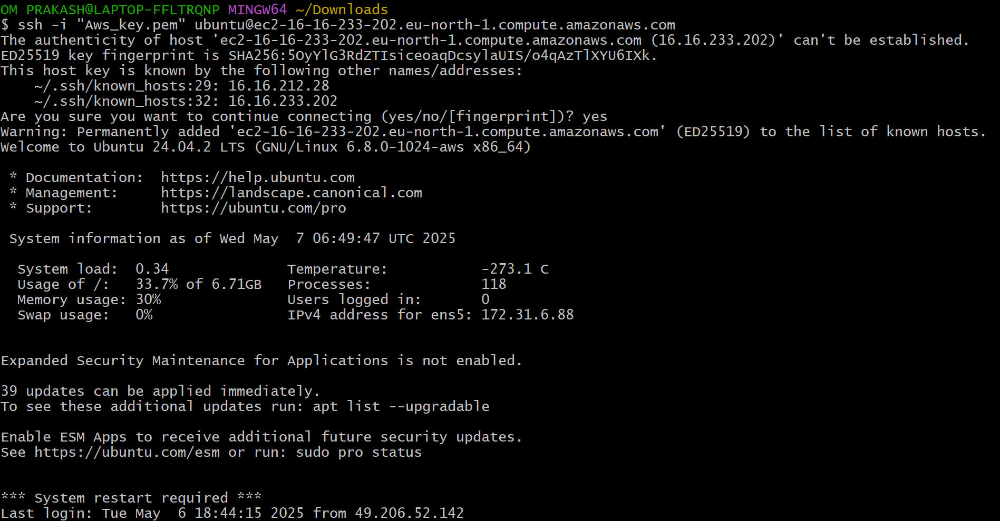 OM PRAKASH@LAPTOP-FFLTRQNP MINGW64 ~/Downloads
$ ssh -i "Aws_key.pem" ubuntu@ec2-16-16-233-202.eu-north-1.compute.amazonaws.com
The authenticity of host 'ec2-16-16-233-202.eu-north-1.compute.amazonaws.com (16.16.233.202)' can't be established.
ED25519 key fingerprint is SHA256:5OyYlG3RdZTIsiceoaqDcsylaUIS/o4qAzTlXYU6IXk.
This host key is known by the following other names/addresses:
    ~/.ssh/known_hosts:29: 16.16.212.28
    ~/.ssh/known_hosts:32: 16.16.233.202
Are you sure you want to continue connecting (yes/no/[fingerprint])? yes
Warning: Permanently added 'ec2-16-16-233-202.eu-north-1.compute.amazonaws.com' (ED25519) to the list of known hosts.
Welcome to Ubuntu 24.04.2 LTS (GNU/Linux 6.8.0-1024-aws x86_64)

 * Documentation:  https://help.ubuntu.com
 * Management:     https://landscape.canonical.com
 * Support:        https://ubuntu.com/pro

 System information as of Wed May  7 06:49:47 UTC 2025

  System load:  0.34              Temperature:           -273.1 C
  Usage of /:   33.7% of 6.71GB   Processes:             118
  Memory usage: 30%               Users logged in:       0
  Swap usage:   0%                IPv4 address for ens5: 172.31.6.88


Expanded Security Maintenance for Applications is not enabled.

39 updates can be applied immediately.
To see these additional updates run: apt list --upgradable

Enable ESM Apps to receive additional future security updates.
See https://ubuntu.com/esm or run: sudo pro status


*** System restart required ***
Last login: Tue May  6 18:44:15 2025 from 49.206.52.142